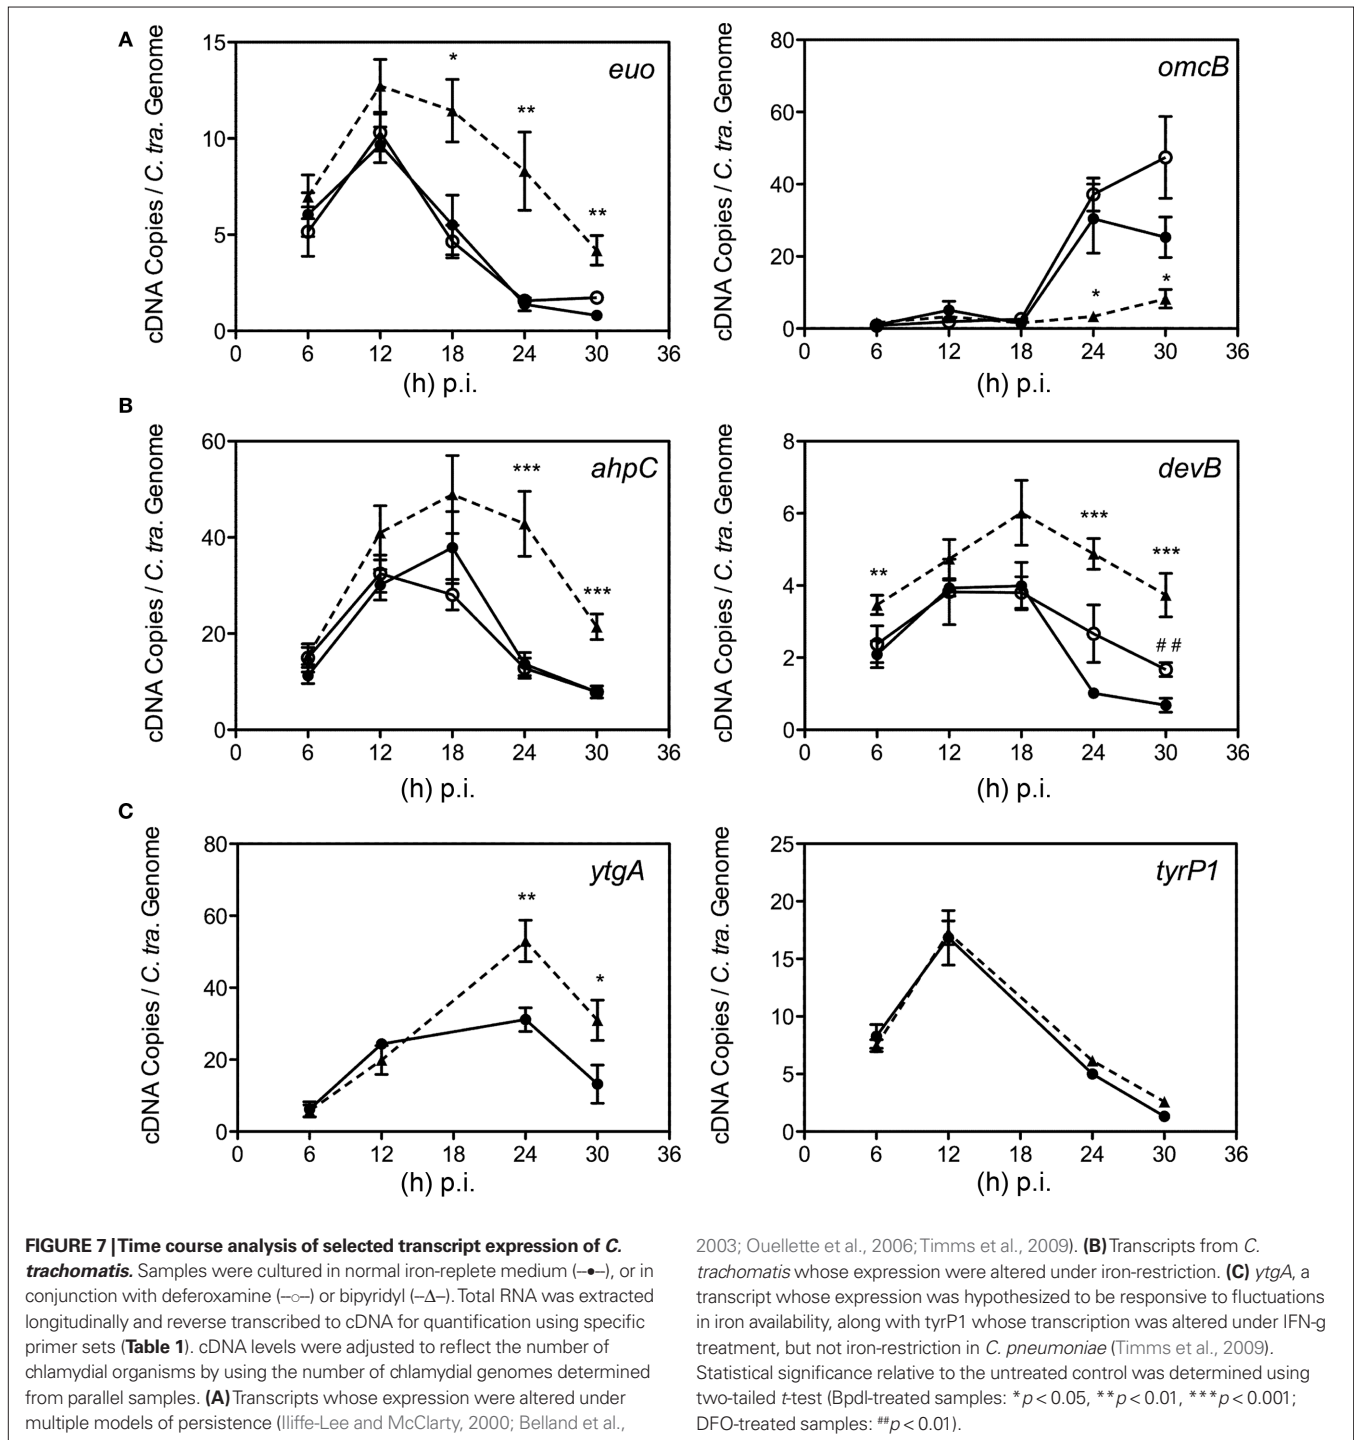 A
cDNA Copies / C. tra. Genome
15
10
5
0
0 6 12 18 24 30 36
(h) p.i.
euo
*
**
**
cDNA Copies / C. tra. Genome
80
60
40
20
0
0 6 12 18 24 30 36
(h) p.i.
omcB
*
*
B
cDNA Copies / C. tra. Genome
60
40
20
0
0 6 12 18 24 30 36
(h) p.i.
ahpC
***
***
cDNA Copies / C. tra. Genome
8
6
4
2
0
0 6 12 18 24 30 36
(h) p.i.
devB
**
***
***
# #
C
cDNA Copies / C. tra. Genome
80
60
40
20
0
0 6 12 18 24 30 36
(h) p.i.
ytgA
**
*
cDNA Copies / C. tra. Genome
25
20
15
10
5
0
0 6 12 18 24 30 36
(h) p.i.
tyrP1
FIGURE 7 | Time course analysis of selected transcript expression of C.
trachomatis. Samples were cultured in normal iron-replete medium (–●–), or in
conjunction with deferoxamine (–○–) or bipyridyl (–Δ–). Total RNA was extracted
longitudinally and reverse transcribed to cDNA for quantification using specific
primer sets (Table 1). cDNA levels were adjusted to reflect the number of
chlamydial organisms by using the number of chlamydial genomes determined
from parallel samples. (A) Transcripts whose expression were altered under
multiple models of persistence (Iliffe-Lee and McClarty, 2000; Belland et al.,
2003; Ouellette et al., 2006; Timms et al., 2009). (B) Transcripts from C.
trachomatis whose expression were altered under iron-restriction. (C) ytgA, a
transcript whose expression was hypothesized to be responsive to fluctuations
in iron availability, along with tyrP1 whose transcription was altered under IFN-g
treatment, but not iron-restriction in C. pneumoniae (Timms et al., 2009).
Statistical significance relative to the untreated control was determined using
two-tailed t-test (Bpdl-treated samples: *p < 0.05, **p < 0.01, ***p < 0.001;
DFO-treated samples: ##p < 0.01).